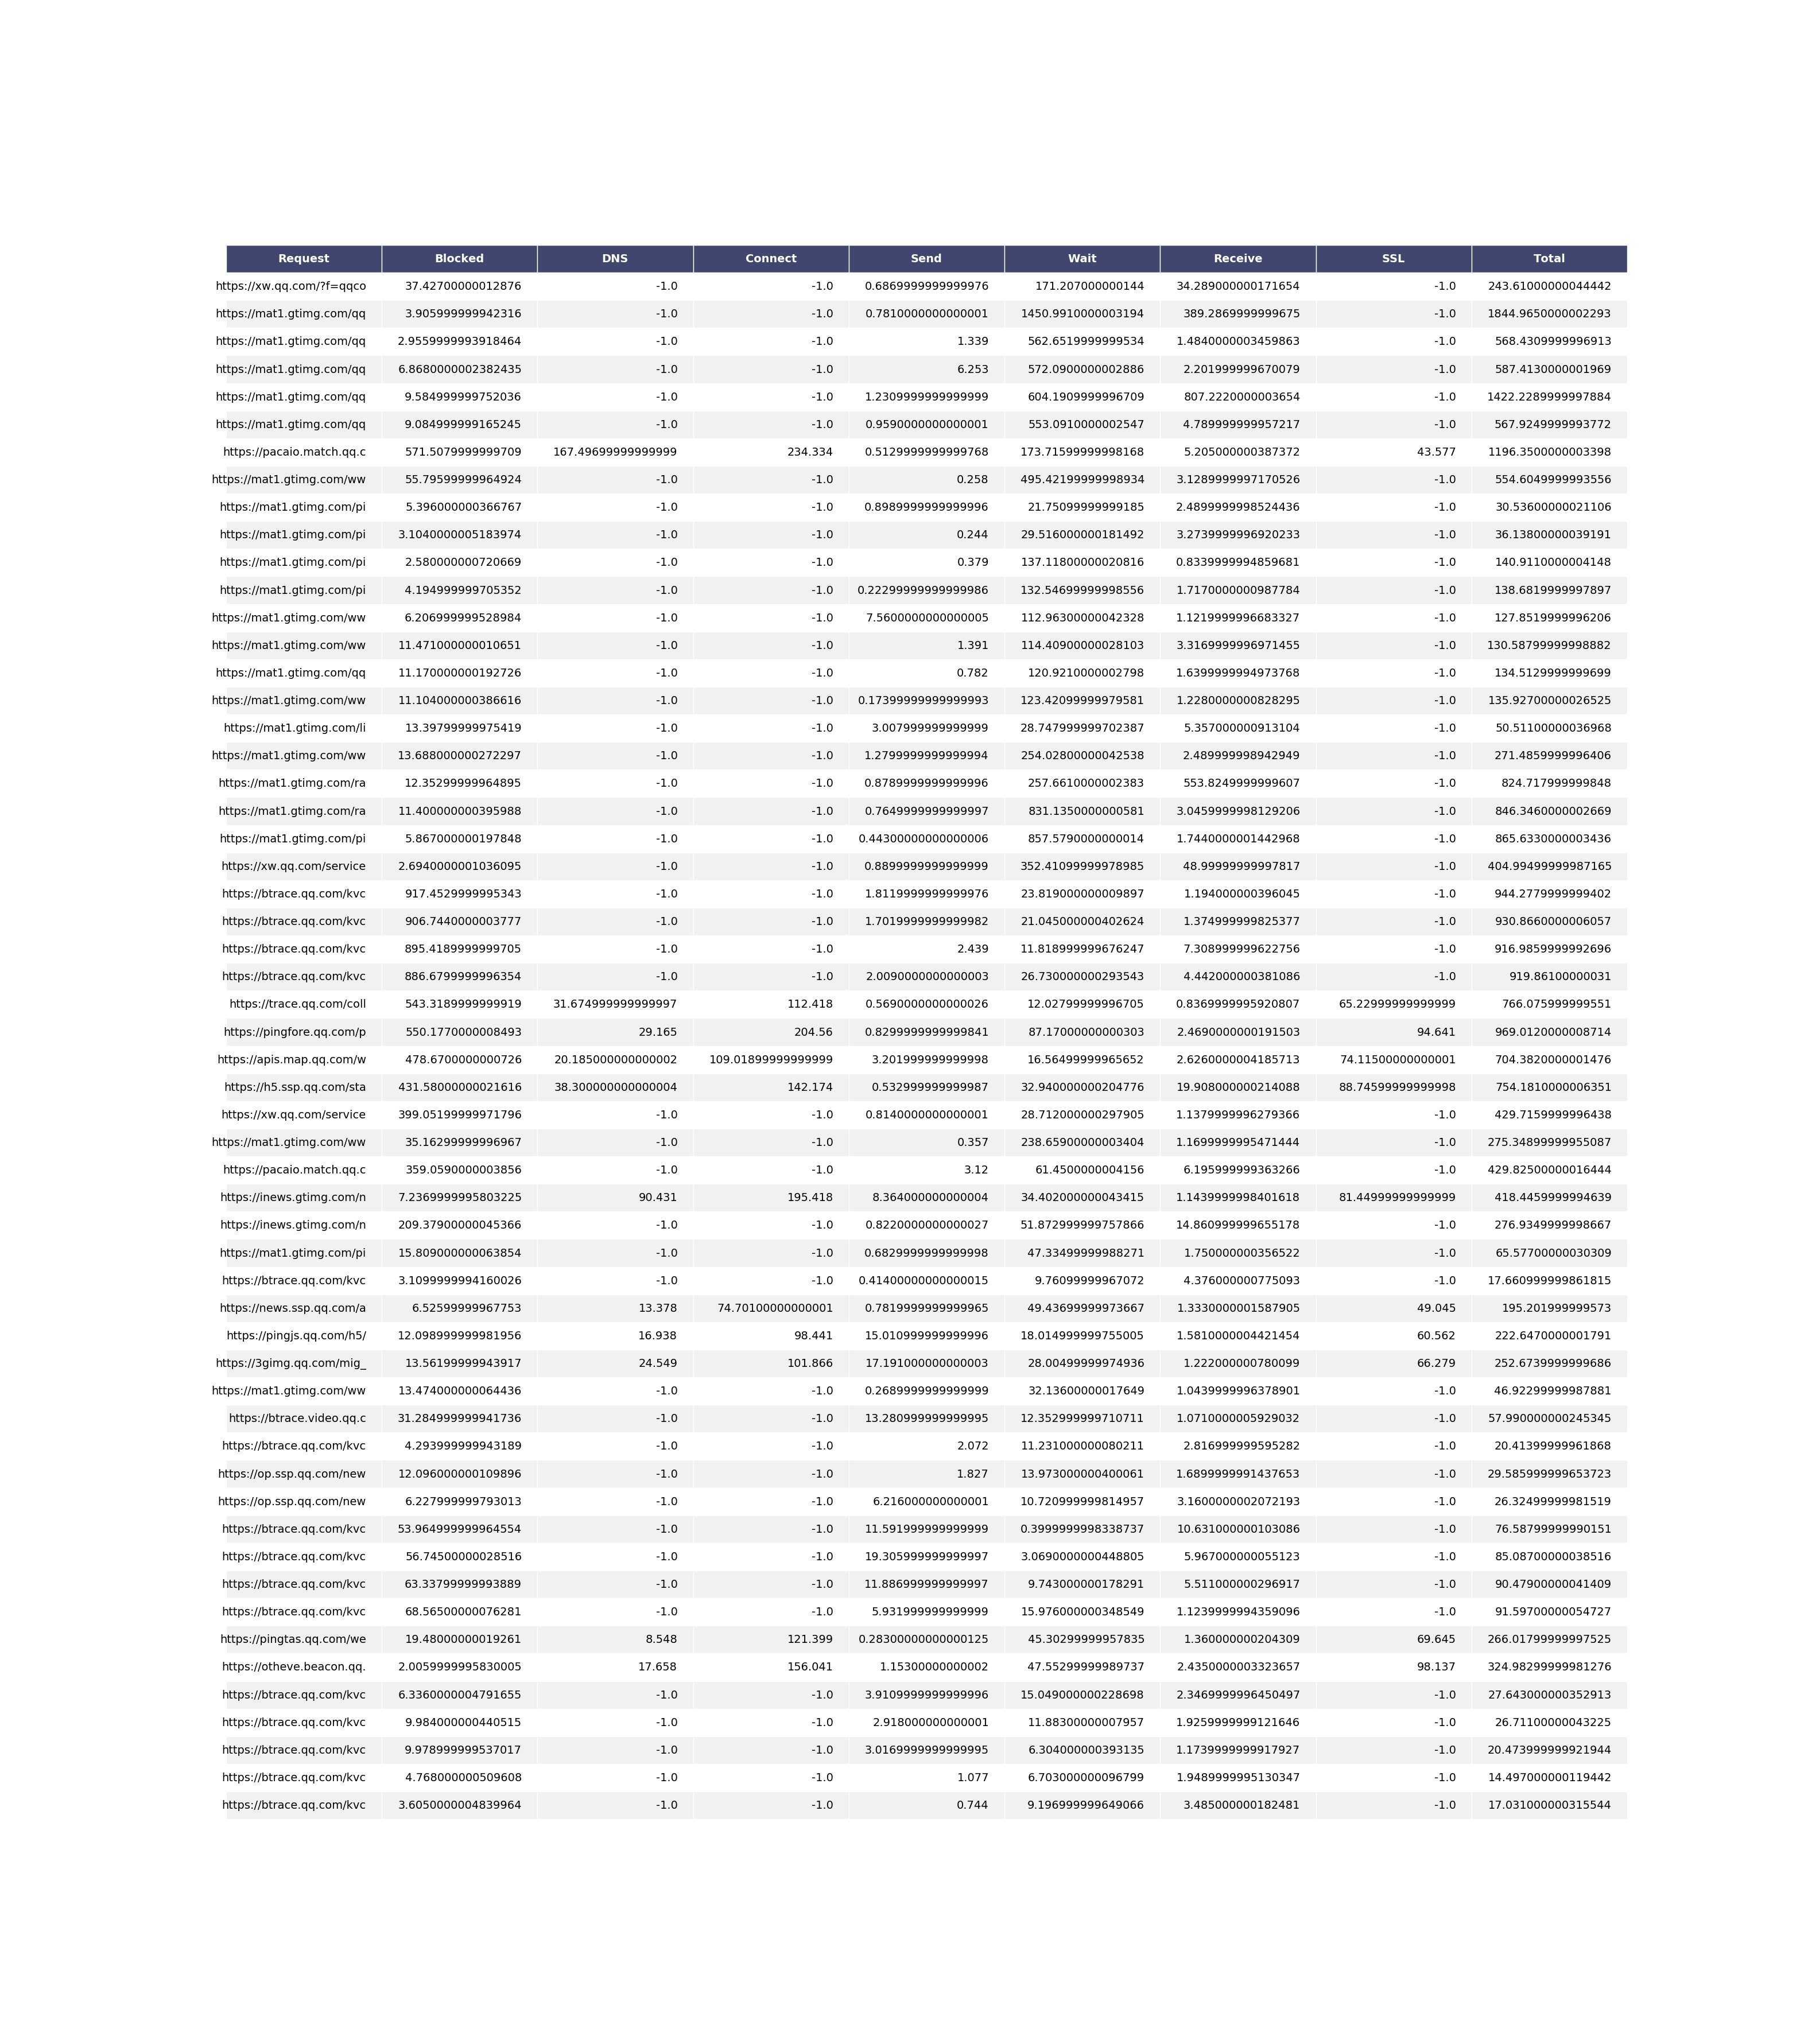 Request Blocked DNS Connect Send Wait Receive SSL Total
https://xw.qq.com/?f=qqco 37.42700000012876 -1.0 -1.0 0.6869999999999976 171.207000000144 34.289000000171654 -1.0 243.61000000044442
https://mat1.gtimg.com/qq 3.905999999942316 -1.0 -1.0 0.7810000000000001 1450.9910000003194 389.2869999999675 -1.0 1844.9650000002293
https://mat1.gtimg.com/qq 2.9559999993918464 -1.0 -1.0 1.339 562.6519999999534 1.4840000003459863 -1.0 568.4309999996913
https://mat1.gtimg.com/qq 6.8680000002382435 -1.0 -1.0 6.253 572.0900000002886 2.201999999670079 -1.0 587.4130000001969
https://mat1.gtimg.com/qq 9.584999999752036 -1.0 -1.0 1.2309999999999999 604.1909999996709 807.2220000003654 -1.0 1422.2289999997884
https://mat1.gtimg.com/qq 9.084999999165245 -1.0 -1.0 0.9590000000000001 553.0910000002547 4.789999999957217 -1.0 567.9249999993772
https://pacaio.match.qq.c 571.5079999999709 167.49699999999999 234.334 0.5129999999999768 173.71599999998168 5.205000000387372 43.577 1196.3500000003398
https://mat1.gtimg.com/ww 55.79599999964924 -1.0 -1.0 0.258 495.42199999998934 3.1289999997170526 -1.0 554.6049999993556
https://mat1.gtimg.com/pi 5.396000000366767 -1.0 -1.0 0.8989999999999996 21.75099999999185 2.4899999998524436 -1.0 30.53600000021106
https://mat1.gtimg.com/pi 3.1040000005183974 -1.0 -1.0 0.244 29.516000000181492 3.2739999996920233 -1.0 36.13800000039191
https://mat1.gtimg.com/pi 2.580000000720669 -1.0 -1.0 0.379 137.11800000020816 0.8339999994859681 -1.0 140.9110000004148
https://mat1.gtimg.com/pi 4.194999999705352 -1.0 -1.0 0.22299999999999986 132.54699999998556 1.7170000000987784 -1.0 138.6819999997897
https://mat1.gtimg.com/ww 6.206999999528984 -1.0 -1.0 7.5600000000000005 112.96300000042328 1.1219999996683327 -1.0 127.8519999996206
https://mat1.gtimg.com/ww 11.471000000010651 -1.0 -1.0 1.391 114.40900000028103 3.3169999996971455 -1.0 130.58799999998882
https://mat1.gtimg.com/qq 11.170000000192726 -1.0 -1.0 0.782 120.9210000002798 1.6399999994973768 -1.0 134.5129999999699
https://mat1.gtimg.com/ww 11.104000000386616 -1.0 -1.0 0.17399999999999993 123.42099999979581 1.2280000000828295 -1.0 135.92700000026525
https://mat1.gtimg.com/li 13.39799999975419 -1.0 -1.0 3.007999999999999 28.747999999702387 5.357000000913104 -1.0 50.51100000036968
https://mat1.gtimg.com/ww 13.688000000272297 -1.0 -1.0 1.2799999999999994 254.02800000042538 2.489999998942949 -1.0 271.4859999996406
https://mat1.gtimg.com/ra 12.35299999964895 -1.0 -1.0 0.8789999999999996 257.6610000002383 553.8249999999607 -1.0 824.717999999848
https://mat1.gtimg.com/ra 11.400000000395988 -1.0 -1.0 0.7649999999999997 831.1350000000581 3.0459999998129206 -1.0 846.3460000002669
https://mat1.gtimg.com/pi 5.867000000197848 -1.0 -1.0 0.44300000000000006 857.5790000000014 1.7440000001442968 -1.0 865.6330000003436
https://xw.qq.com/service 2.6940000001036095 -1.0 -1.0 0.8899999999999999 352.41099999978985 48.99999999997817 -1.0 404.99499999987165
https://btrace.qq.com/kvc 917.4529999995343 -1.0 -1.0 1.8119999999999976 23.819000000009897 1.194000000396045 -1.0 944.2779999999402
https://btrace.qq.com/kvc 906.7440000003777 -1.0 -1.0 1.7019999999999982 21.045000000402624 1.374999999825377 -1.0 930.8660000006057
https://btrace.qq.com/kvc 895.4189999999705 -1.0 -1.0 2.439 11.818999999676247 7.308999999622756 -1.0 916.9859999992696
https://btrace.qq.com/kvc 886.6799999996354 -1.0 -1.0 2.0090000000000003 26.730000000293543 4.442000000381086 -1.0 919.86100000031
https://trace.qq.com/coll 543.3189999999919 31.674999999999997 112.418 0.5690000000000026 12.02799999996705 0.8369999995920807 65.22999999999999 766.075999999551
https://pingfore.qq.com/p 550.1770000008493 29.165 204.56 0.8299999999999841 87.17000000000303 2.4690000000191503 94.641 969.0120000008714
https://apis.map.qq.com/w 478.6700000000726 20.185000000000002 109.01899999999999 3.201999999999998 16.56499999965652 2.6260000004185713 74.11500000000001 704.3820000001476
https://h5.ssp.qq.com/sta 431.58000000021616 38.300000000000004 142.174 0.532999999999987 32.940000000204776 19.908000000214088 88.74599999999998 754.1810000006351
https://xw.qq.com/service 399.05199999971796 -1.0 -1.0 0.8140000000000001 28.712000000297905 1.1379999996279366 -1.0 429.7159999996438
https://mat1.gtimg.com/ww 35.16299999996967 -1.0 -1.0 0.357 238.65900000003404 1.1699999995471444 -1.0 275.34899999955087
https://pacaio.match.qq.c 359.0590000003856 -1.0 -1.0 3.12 61.4500000004156 6.195999999363266 -1.0 429.82500000016444
https://inews.gtimg.com/n 7.2369999995803225 90.431 195.418 8.364000000000004 34.402000000043415 1.1439999998401618 81.44999999999999 418.4459999994639
https://inews.gtimg.com/n 209.37900000045366 -1.0 -1.0 0.8220000000000027 51.872999999757866 14.860999999655178 -1.0 276.9349999998667
https://mat1.gtimg.com/pi 15.809000000063854 -1.0 -1.0 0.6829999999999998 47.33499999988271 1.750000000356522 -1.0 65.57700000030309
https://btrace.qq.com/kvc 3.1099999994160026 -1.0 -1.0 0.41400000000000015 9.76099999967072 4.376000000775093 -1.0 17.660999999861815
https://news.ssp.qq.com/a 6.52599999967753 13.378 74.70100000000001 0.7819999999999965 49.43699999973667 1.3330000001587905 49.045 195.201999999573
https://pingjs.qq.com/h5/ 12.098999999981956 16.938 98.441 15.010999999999996 18.014999999755005 1.5810000004421454 60.562 222.6470000001791
https://3gimg.qq.com/mig_ 13.56199999943917 24.549 101.866 17.191000000000003 28.00499999974936 1.222000000780099 66.279 252.6739999999686
https://mat1.gtimg.com/ww 13.474000000064436 -1.0 -1.0 0.2689999999999999 32.13600000017649 1.0439999996378901 -1.0 46.92299999987881
https://btrace.video.qq.c 31.284999999941736 -1.0 -1.0 13.280999999999995 12.352999999710711 1.0710000005929032 -1.0 57.990000000245345
https://btrace.qq.com/kvc 4.293999999943189 -1.0 -1.0 2.072 11.231000000080211 2.816999999595282 -1.0 20.41399999961868
https://op.ssp.qq.com/new 12.096000000109896 -1.0 -1.0 1.827 13.973000000400061 1.6899999991437653 -1.0 29.585999999653723
https://op.ssp.qq.com/new 6.227999999793013 -1.0 -1.0 6.216000000000001 10.720999999814957 3.1600000002072193 -1.0 26.32499999981519
https://btrace.qq.com/kvc 53.964999999964554 -1.0 -1.0 11.591999999999999 0.3999999998338737 10.631000000103086 -1.0 76.58799999990151
https://btrace.qq.com/kvc 56.74500000028516 -1.0 -1.0 19.305999999999997 3.0690000000448805 5.967000000055123 -1.0 85.08700000038516
https://btrace.qq.com/kvc 63.33799999993889 -1.0 -1.0 11.886999999999997 9.743000000178291 5.511000000296917 -1.0 90.47900000041409
https://btrace.qq.com/kvc 68.56500000076281 -1.0 -1.0 5.931999999999999 15.976000000348549 1.1239999994359096 -1.0 91.59700000054727
https://pingtas.qq.com/we 19.48000000019261 8.548 121.399 0.28300000000000125 45.30299999957835 1.360000000204309 69.645 266.01799999997525
https://otheve.beacon.qq. 2.0059999995830005 17.658 156.041 1.15300000000002 47.55299999989737 2.4350000003323657 98.137 324.98299999981276
https://btrace.qq.com/kvc 6.3360000004791655 -1.0 -1.0 3.9109999999999996 15.049000000228698 2.3469999996450497 -1.0 27.643000000352913
https://btrace.qq.com/kvc 9.984000000440515 -1.0 -1.0 2.918000000000001 11.88300000007957 1.9259999999121646 -1.0 26.71100000043225
https://btrace.qq.com/kvc 9.978999999537017 -1.0 -1.0 3.0169999999999995 6.304000000393135 1.1739999999917927 -1.0 20.473999999921944
https://btrace.qq.com/kvc 4.768000000509608 -1.0 -1.0 1.077 6.703000000096799 1.9489999995130347 -1.0 14.497000000119442
https://btrace.qq.com/kvc 3.6050000004839964 -1.0 -1.0 0.744 9.196999999649066 3.485000000182481 -1.0 17.031000000315544